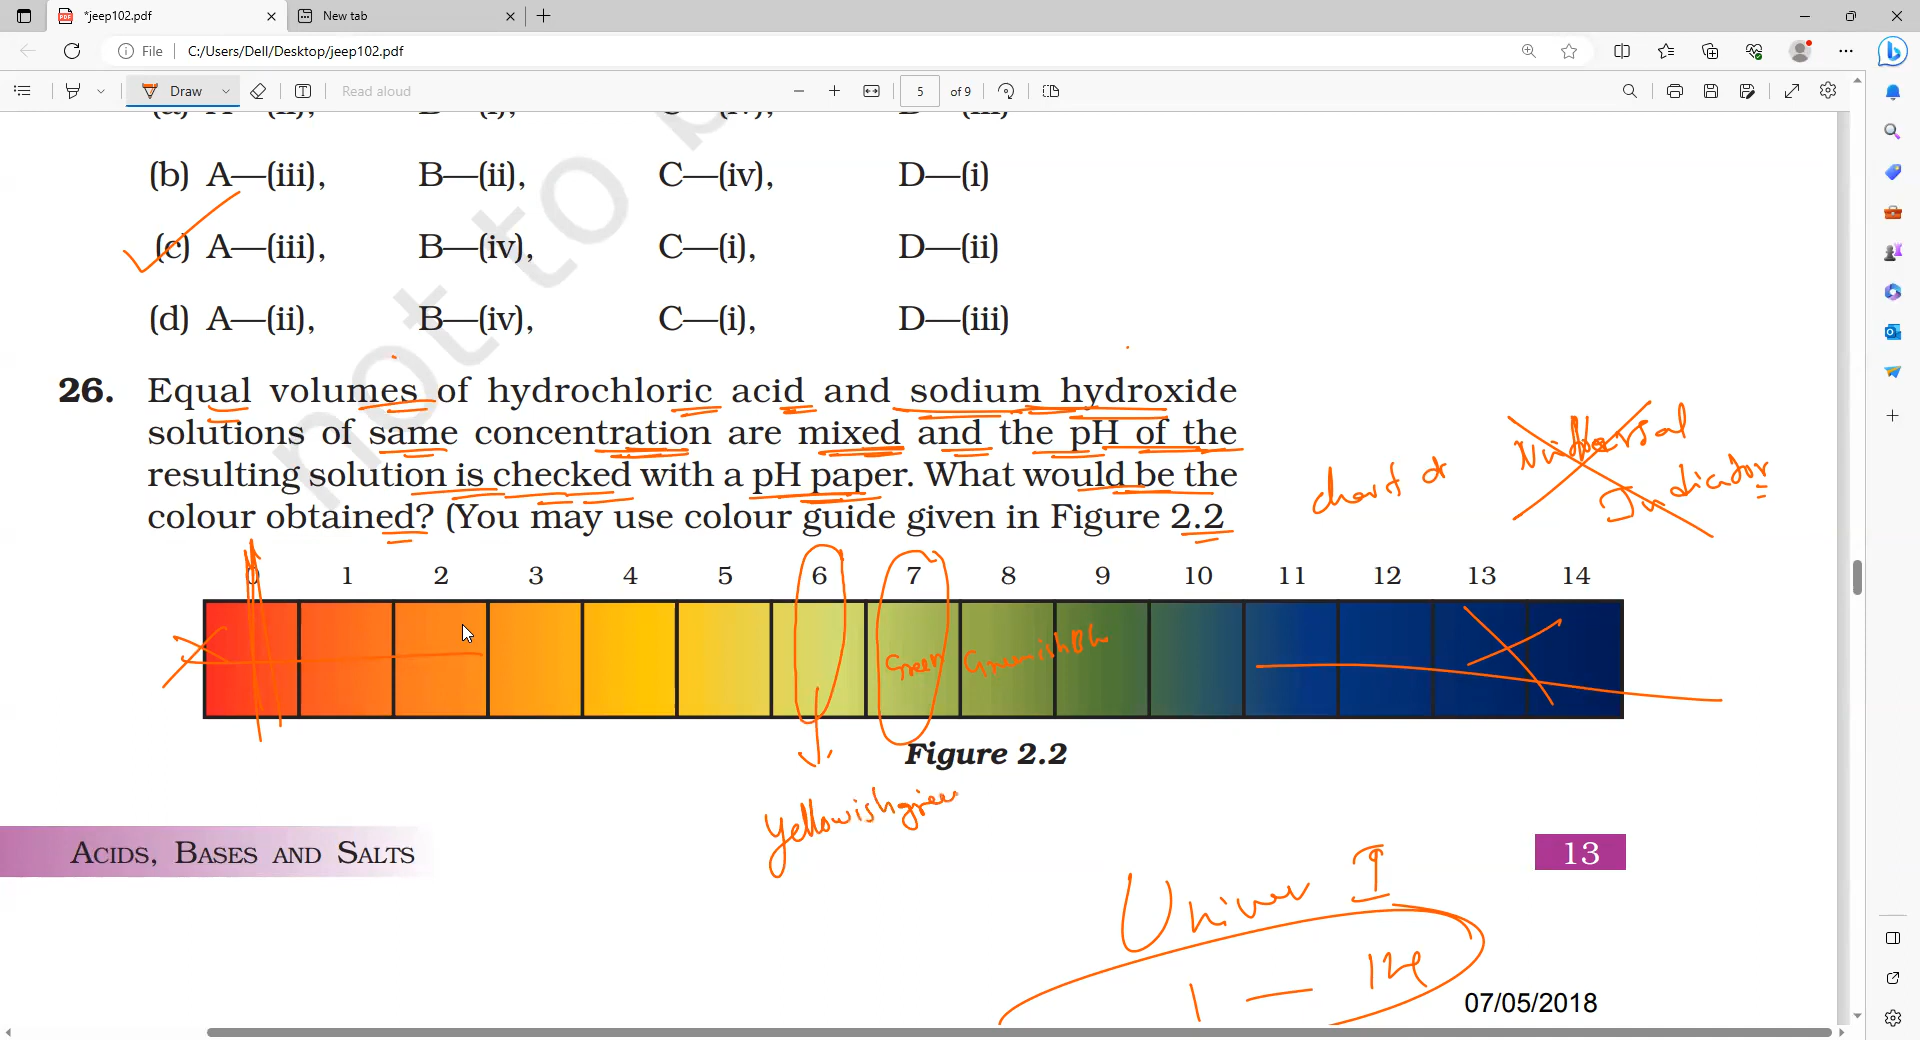 *jeep102.pdf
New tab
File
C:/Users/Dell/Desktop/jeep102.pdf
Draw
Read aloud
5 of 9
(b) A—(iii), B—(ii), C—(iv), D—(i)
(c) A—(iii), B—(iv), C—(i), D—(ii)
(d) A—(ii), B—(iv), C—(i), D—(iii)
not to b
26. Equal volumes of hydrochloric acid and sodium hydroxide
solutions of same concentration are mixed and the pH of the
resulting solution is checked with a pH paper. What would be the
colour obtained? (You may use colour guide given in Figure 2.2
Indicator
0 1 2 3 4 5 6 7 8 9 10 11 12 13 14
Green
Figure 2.2
Yellowish green
ACIDS, BASES AND SALTS
13
Univer I
1 — 14
07/05/2018